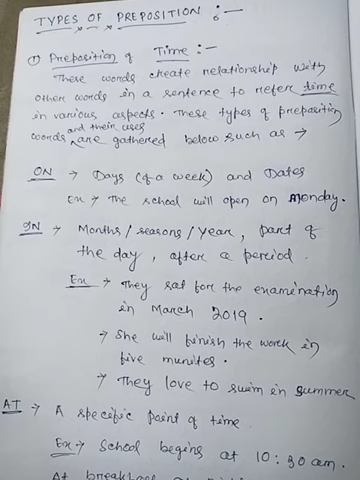 TYPES OF PREPOSITION :-
① Preposition of Time :-
These words create relationship with
other words in a sentence to refer time
in various aspects. These types of preposition
and their uses
words ^ are gathered below such as →
ON → Days (of a week) and Dates
Ex → The school will open on Monday.
IN → Months / seasons / year, part of
the day, after a period.
Ex → They sat for the examination
in March 2019.
→ She will finish the work in
five munites.
→ They love to swim in summer
AT → A specific point of time.
Ex → School begins at 10:30 am.
At breakfast